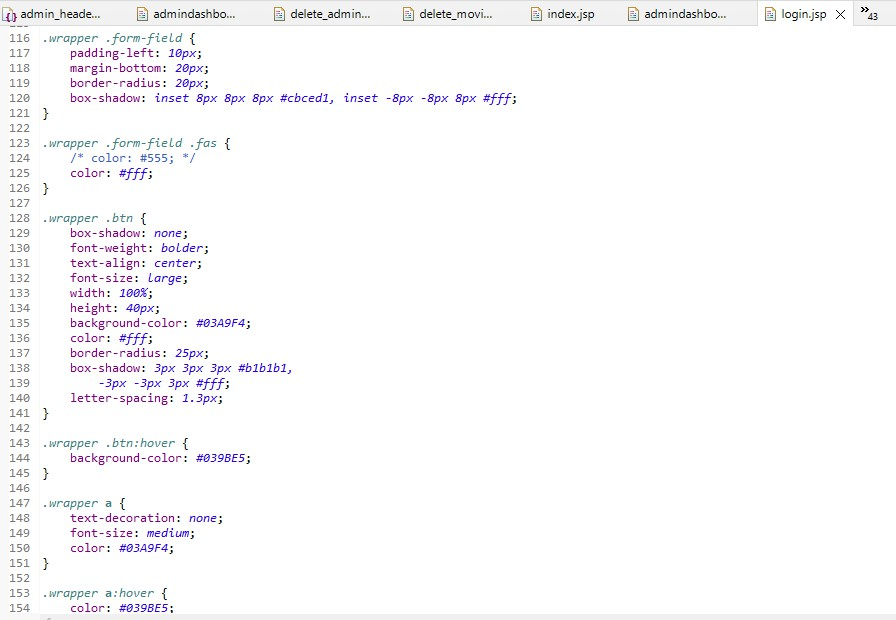 admin_heade... admindashbo... delete_admin... delete_movi... index.jsp admindashbo... login.jsp 43
116 .wrapper .form-field {
117 padding-left: 10px;
118 margin-bottom: 20px;
119 border-radius: 20px;
120 box-shadow: inset 8px 8px 8px #cbced1, inset -8px -8px 8px #fff;
121 }
122
123 .wrapper .form-field .fas {
124 /* color: #555; */
125 color: #fff;
126 }
127
128 .wrapper .btn {
129 box-shadow: none;
130 font-weight: bolder;
131 text-align: center;
132 font-size: large;
133 width: 100%;
134 height: 40px;
135 background-color: #03A9F4;
136 color: #fff;
137 border-radius: 25px;
138 box-shadow: 3px 3px 3px #b1b1b1,
139 -3px -3px 3px #fff;
140 letter-spacing: 1.3px;
141 }
142
143 .wrapper .btn:hover {
144 background-color: #039BE5;
145 }
146
147 .wrapper a {
148 text-decoration: none;
149 font-size: medium;
150 color: #03A9F4;
151 }
152
153 .wrapper a:hover {
154 color: #039BE5;